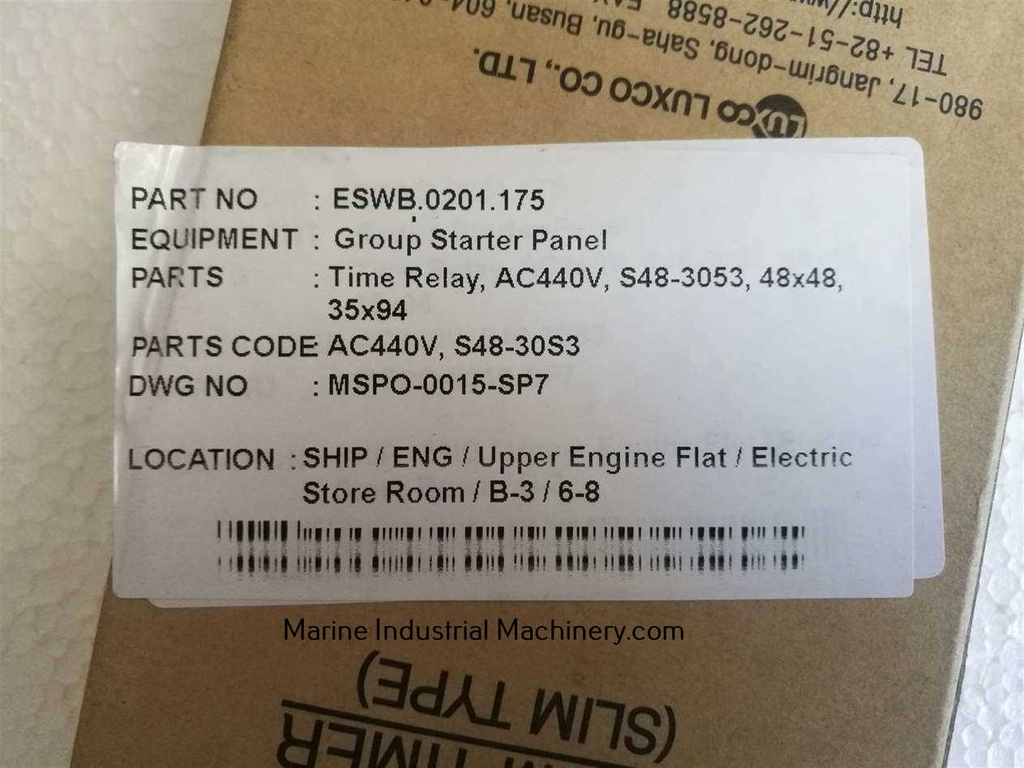 PART NO : ESWB.0201.175
EQUIPMENT : Group Starter Panel
PARTS : Time Relay, AC440V, S48-3053, 48x48,
35x94
PARTS CODE AC440V, S48-30S3
DWG NO : MSPO-0015-SP7
LOCATION : SHIP / ENG / Upper Engine Flat / Electric
Store Room / B-3 / 6-8
Marine Industrial Machinery.com
TIMER
(SLIM TYPE)
LUXCO LUXCO CO., LTD.
980-17, Jangrim-dong, Saha-gu, Busan,
TEL +82-51-262-8588